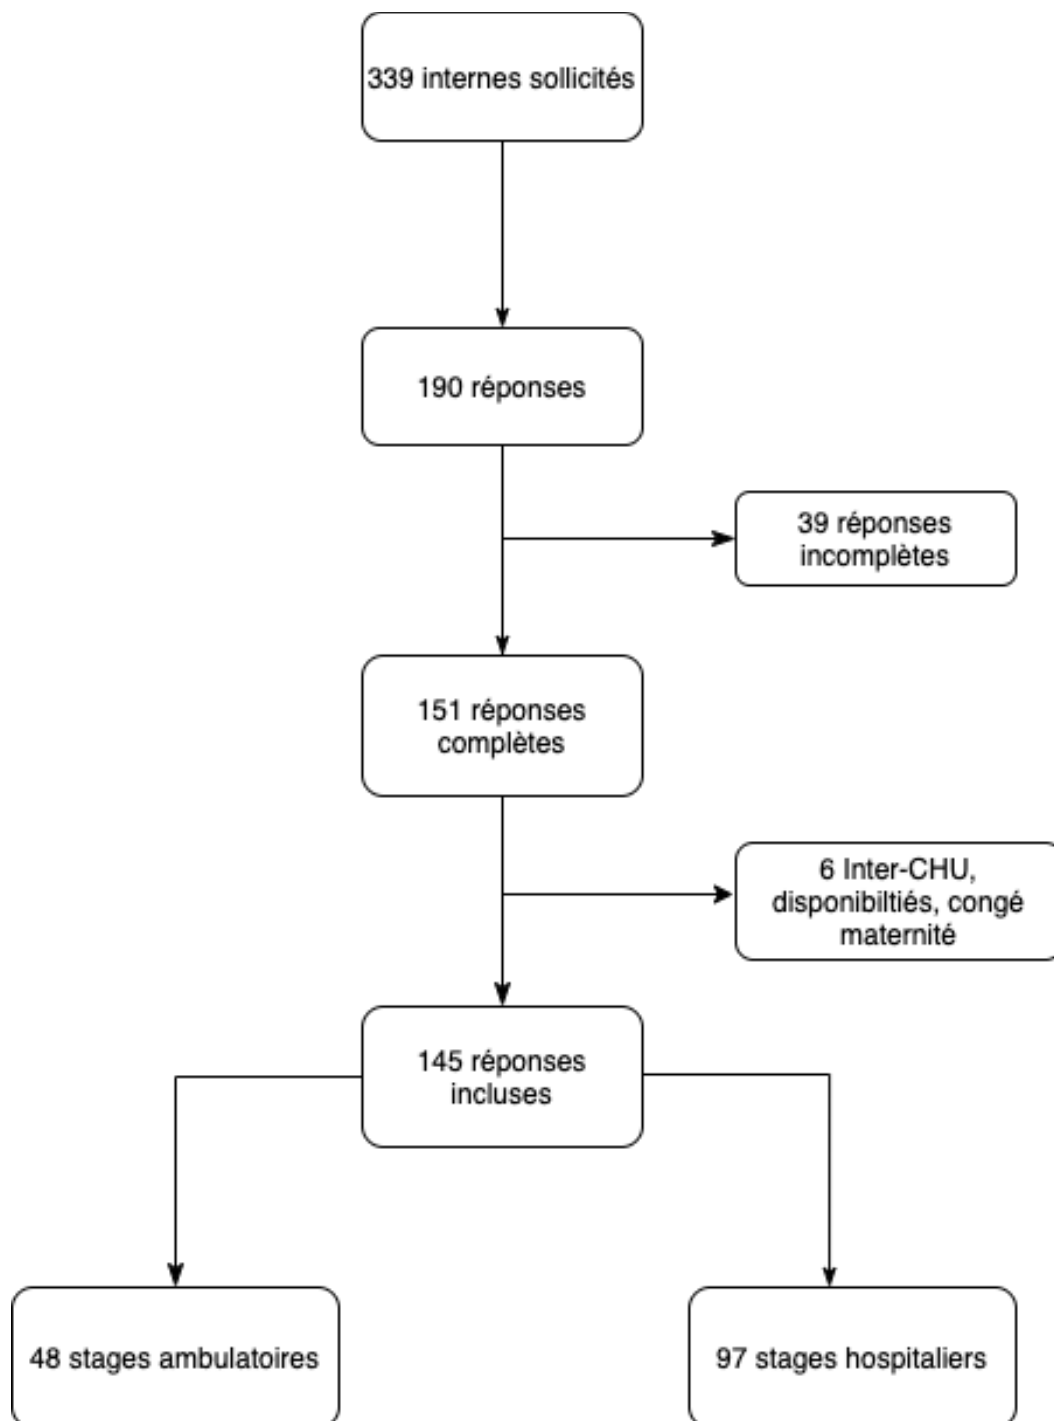 339 internes sollicités
190 réponses
39 réponses
incomplètes
151 réponses
complètes
6 Inter-CHU,
disponibiltiés, congé
maternité
145 réponses
incluses
48 stages ambulatoires
97 stages hospitaliers